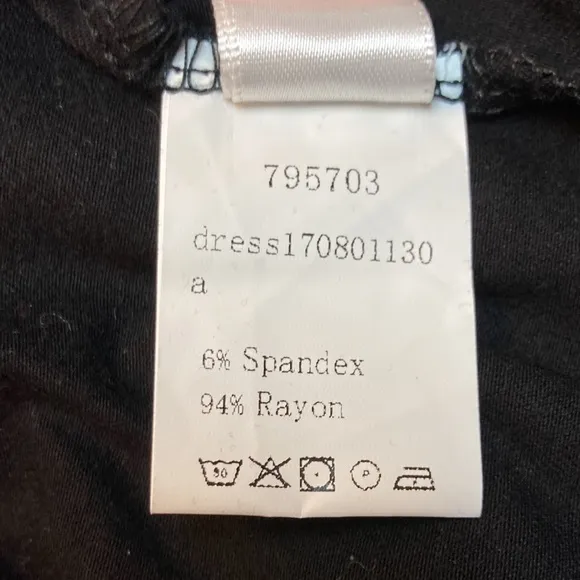 795703
dress170801130
a
6% Spandex
94% Rayon
P